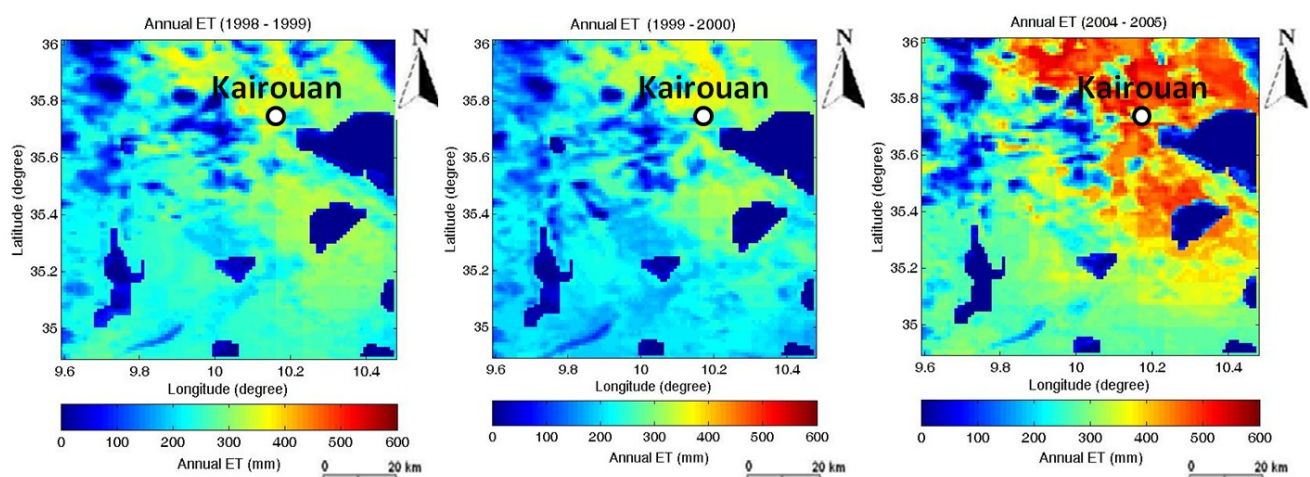 Annual ET (1998 - 1999)
N
36
35.8
35.6
35.4
35.2
35
Latitude (degree)
Kairouan
9.6 9.8 10 10.2 10.4
Longitude (degree)
0 100 200 300 400 500 600
Annual ET (mm)
0 20 km
Annual ET (1999 - 2000)
N
36
35.8
35.6
35.4
35.2
35
Latitude (degree)
Kairouan
9.6 9.8 10 10.2 10.4
Longitude (degree)
0 100 200 300 400 500 600
Annual ET (mm)
0 20 km
Annual ET (2004 - 2005)
N
36
35.8
35.6
35.4
35.2
35
Latitude (degree)
Kairouan
9.6 9.8 10 10.2 10.4
Longitude (degree)
0 100 200 300 400 500 600
Annual ET (mm)
0 20 km